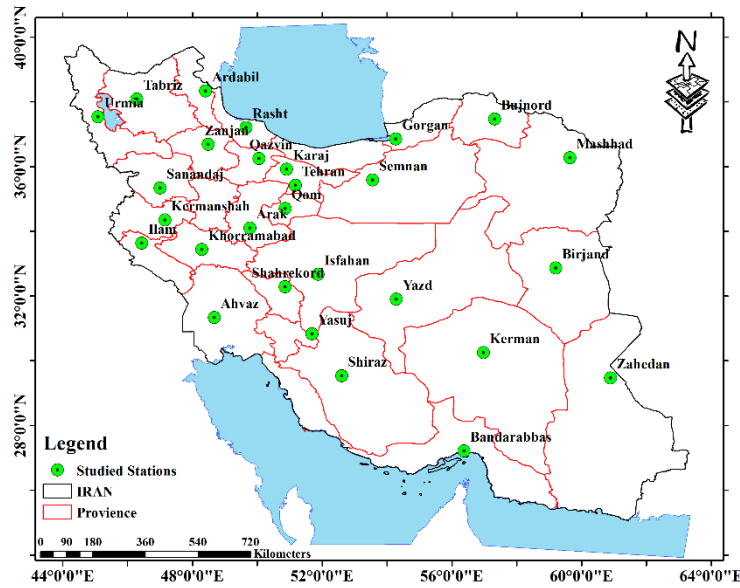 N
40°0'0"N
36°0'0"N
32°0'0"N
28°0'0"N
Ardabil
Tabriz
Urmia
Rasht
Zanjan
Qazvin
Karaj
Tehran
Gorgan
Bujnord
Mashhad
Semnan
Sanandaj
Qom
Kermanshah
Arak
Ilam
Khorramabad
Birjand
Isfahan
Shahrekord
Yazd
Ahvaz
Yasuj
Kerman
Shiraz
Zahedan
Bandarabbas
Legend
Studied Stations
IRAN
Provience
0 90 180 360 540 720
Kilometers
44°0'0"E 48°0'0"E 52°0'0"E 56°0'0"E 60°0'0"E 64°0'0"E